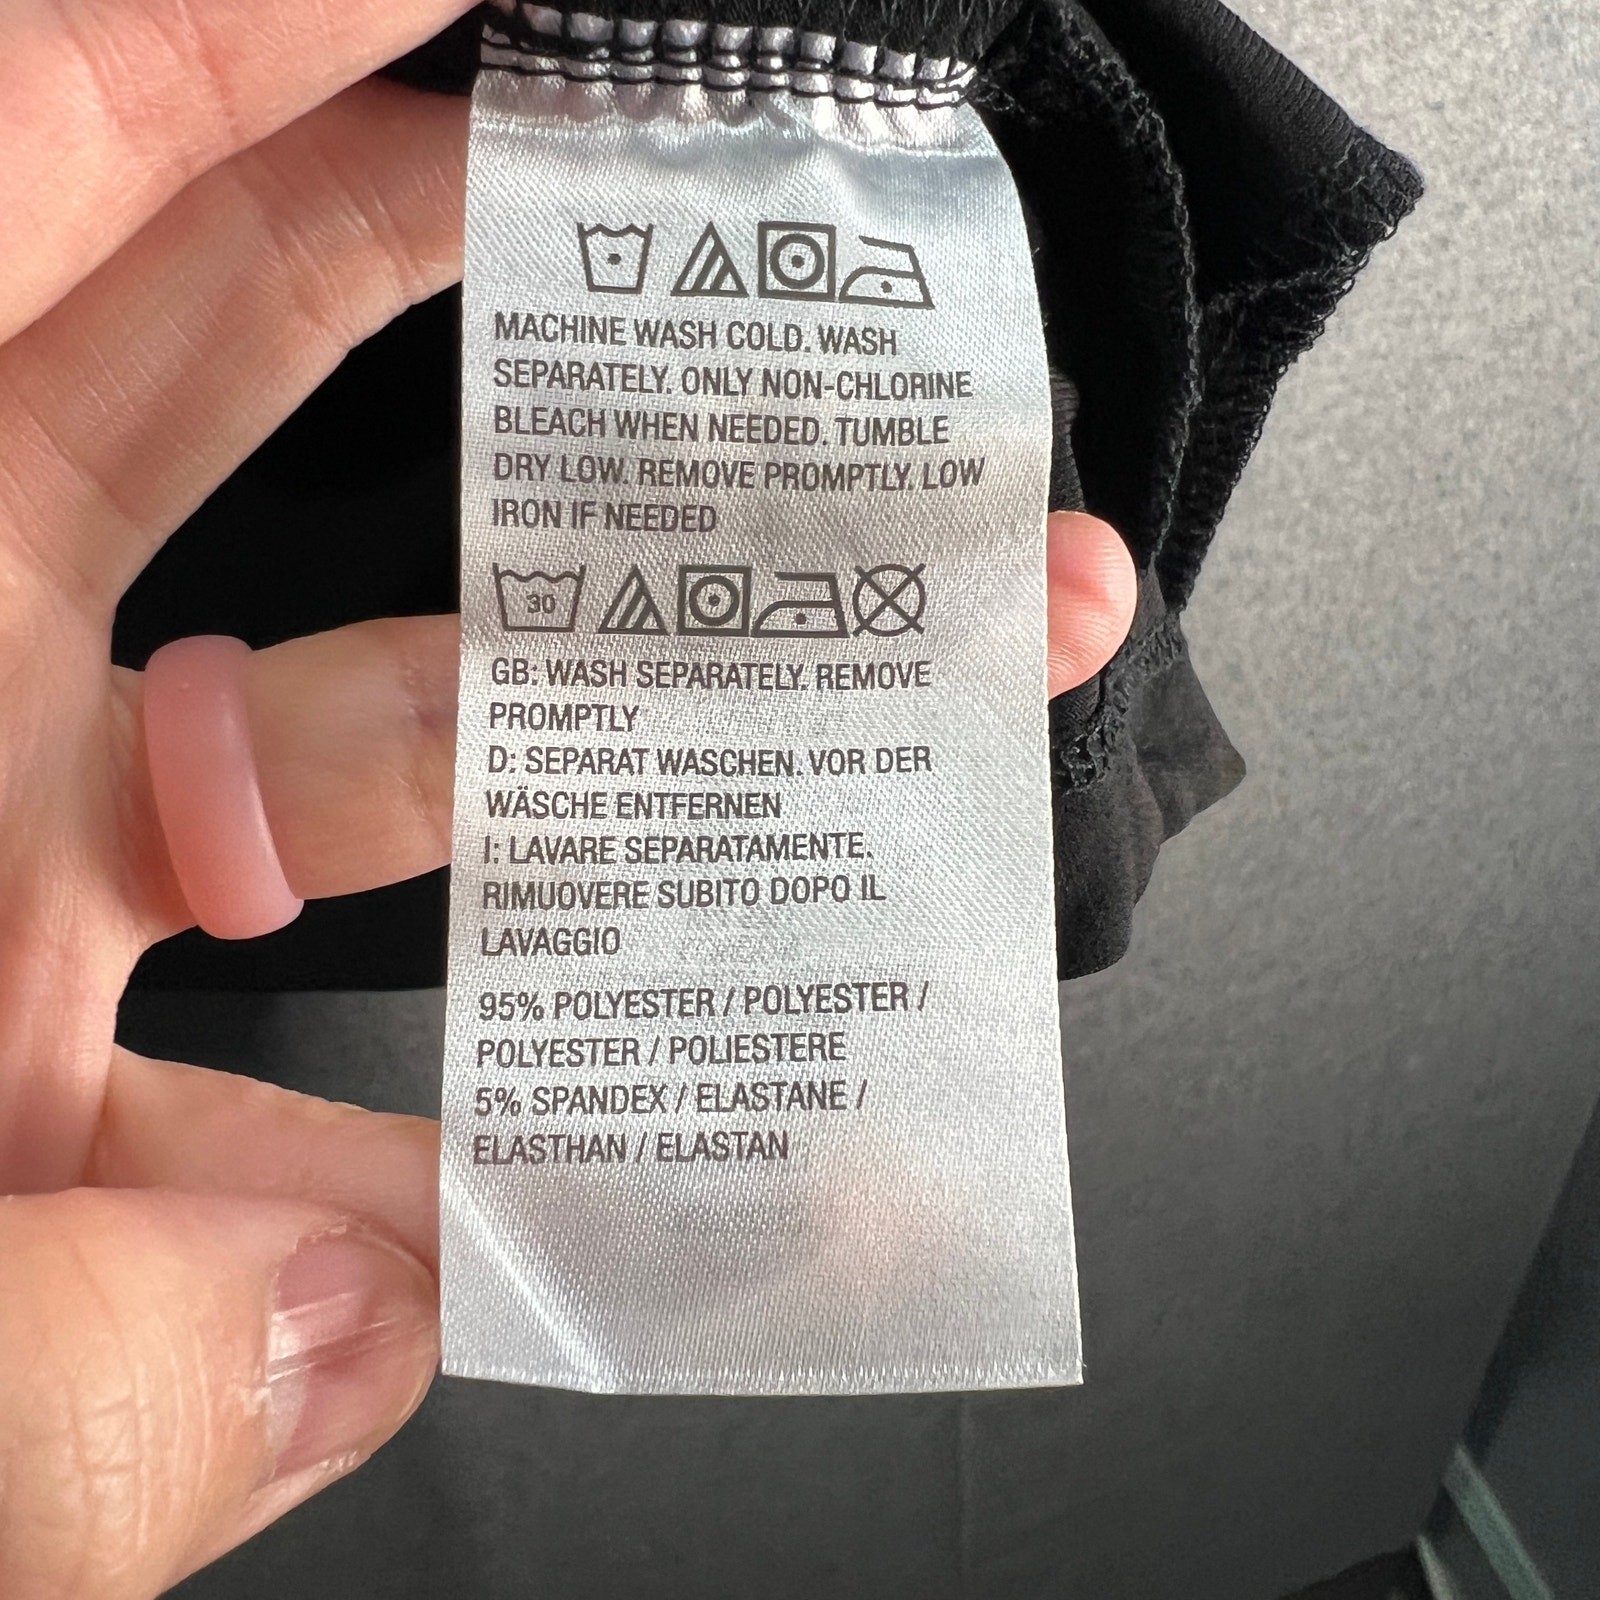 MACHINE WASH COLD. WASH
SEPARATELY. ONLY NON-CHLORINE
BLEACH WHEN NEEDED. TUMBLE
DRY LOW. REMOVE PROMPTLY. LOW
IRON IF NEEDED
30
GB: WASH SEPARATELY. REMOVE
PROMPTLY
D: SEPARAT WASCHEN. VOR DER
WÄSCHE ENTFERNEN
I: LAVARE SEPARATAMENTE.
RIMUOVERE SUBITO DOPO IL
LAVAGGIO
95% POLYESTER / POLYESTER /
POLYESTER / POLIESTERE
5% SPANDEX / ELASTANE /
ELASTHAN / ELASTAN